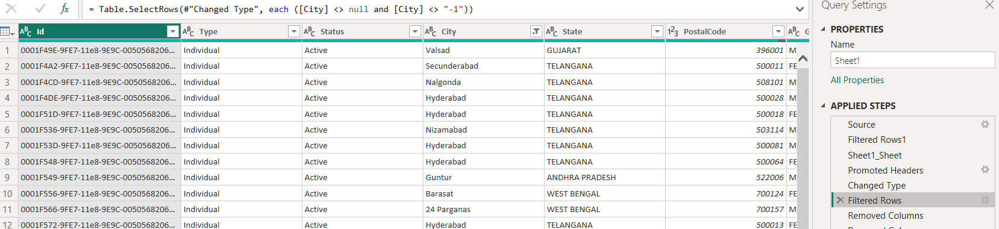 = Table.SelectRows(#"Changed Type", each ([City] <> null and [City] <> "-1"))
ABC Id ABC Type ABC Status ABC City ABC State 123 PostalCode ABC G
1 0001F49E-9FE7-11e8-9E9C-0050568206... Individual Active Valsad GUJARAT 396001 M
2 0001F4A2-9FE7-11e8-9E9C-0050568206... Individual Active Secunderabad TELANGANA 500011 FE
3 0001F4CD-9FE7-11e8-9E9C-0050568206... Individual Active Nalgonda TELANGANA 508101 M
4 0001F4DE-9FE7-11e8-9E9C-0050568206... Individual Active Hyderabad TELANGANA 500028 M
5 0001F51D-9FE7-11e8-9E9C-0050568206... Individual Active Hyderabad TELANGANA 500018 FE
6 0001F536-9FE7-11e8-9E9C-0050568206... Individual Active Nizamabad TELANGANA 503114 M
7 0001F53D-9FE7-11e8-9E9C-0050568206... Individual Active Hyderabad TELANGANA 500081 M
8 0001F548-9FE7-11e8-9E9C-0050568206... Individual Active Hyderabad TELANGANA 500064 FE
9 0001F549-9FE7-11e8-9E9C-0050568206... Individual Active Guntur ANDHRA PRADESH 522006 M
10 0001F556-9FE7-11e8-9E9C-0050568206... Individual Active Barasat WEST BENGAL 700124 FE
11 0001F566-9FE7-11e8-9E9C-0050568206... Individual Active 24 Parganas WEST BENGAL 700157 M
12 0001F572-9FE7-11e8-9E9C-0050568206... Individual Active Hyderabad TELANGANA 500013 FE
Query Settings
PROPERTIES
Name
Sheet1
All Properties
APPLIED STEPS
Source
Filtered Rows1
Sheet1_Sheet
Promoted Headers
Changed Type
Filtered Rows
Removed Columns